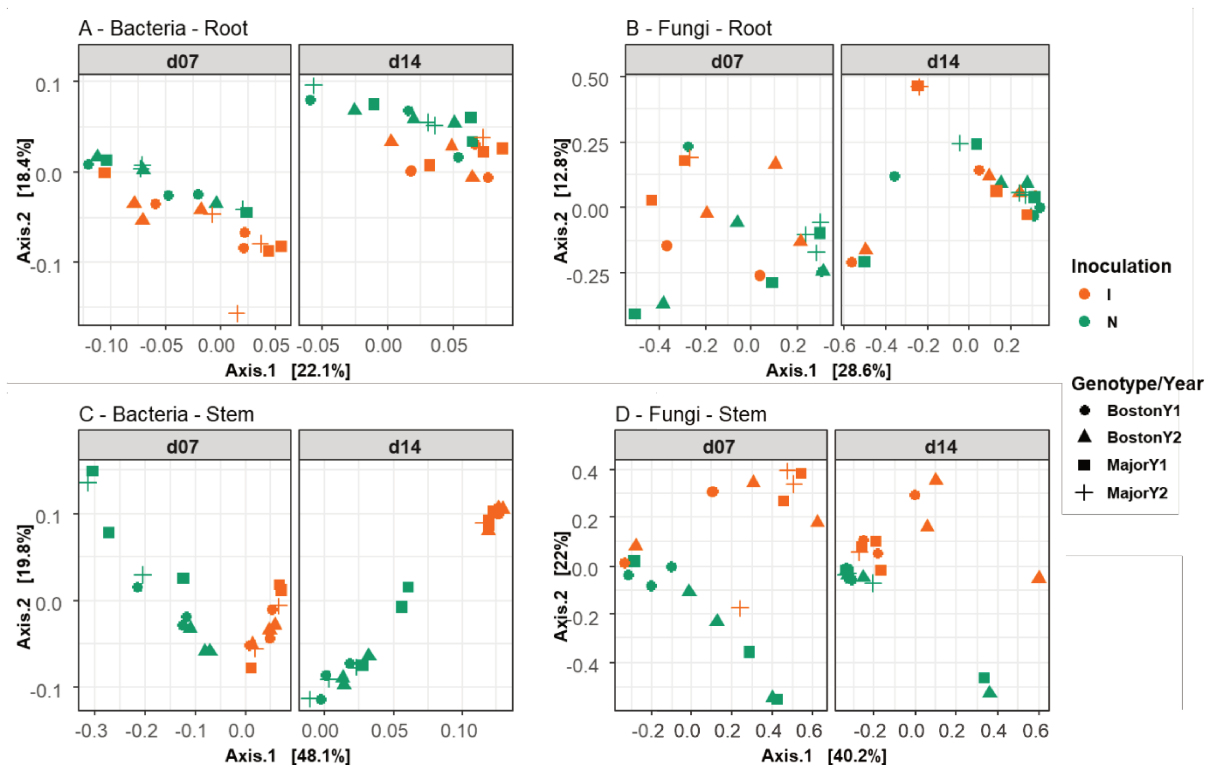 A - Bacteria - Root
B - Fungi - Root
d07
d14
d07
d14
0.1
0.0
-0.1
Axis.2 [18.4%]
-0.10
-0.05
0.00
0.05
-0.05
0.00
0.05
Axis.1 [22.1%]
0.50
0.25
0.00
-0.25
Axis.2 [12.8%]
-0.4
-0.2
0.0
0.2
-0.6
-0.4
-0.2
0.0
0.2
Axis.1 [28.6%]
Inoculation
I
N
Genotype/Year
BostonY1
BostonY2
MajorY1
MajorY2
C - Bacteria - Stem
D - Fungi - Stem
d07
d14
d07
d14
0.1
0.0
-0.1
Axis.2 [19.8%]
-0.3
-0.2
-0.1
0.0
0.00
0.05
0.10
Axis.1 [48.1%]
0.4
0.2
0.0
-0.2
-0.4
Axis.2 [22%]
-0.2
0.0
0.2
0.4
0.6
-0.2
0.0
0.2
0.4
0.6
Axis.1 [40.2%]